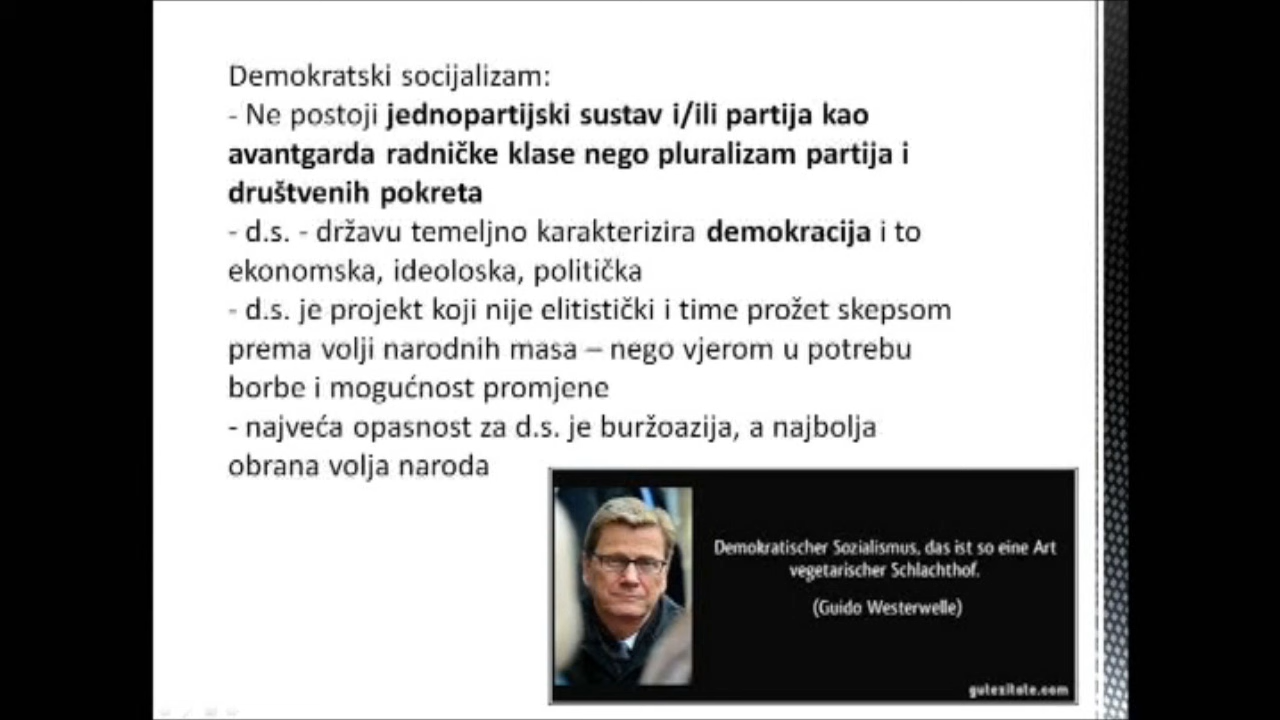 Demokratski socijalizam:
- Ne postoji jednopartijski sustav i/ili partija kao
avantgarda radničke klase nego pluralizam partija i
društvenih pokreta
- d.s. - državu temeljno karakterizira demokracija i to
ekonomska, ideoloska, politička
- d.s. je projekt koji nije elitistički i time prožet skepsom
prema volji narodnih masa – nego vjerom u potrebu
borbe i mogućnost promjene
- najveća opasnost za d.s. je buržoazija, a najbolja
obrana volja naroda
Demokratischer Sozialismus, das ist so eine Art
vegetarischer Schlachthof.
(Guido Westerwelle)
gutezitate.com